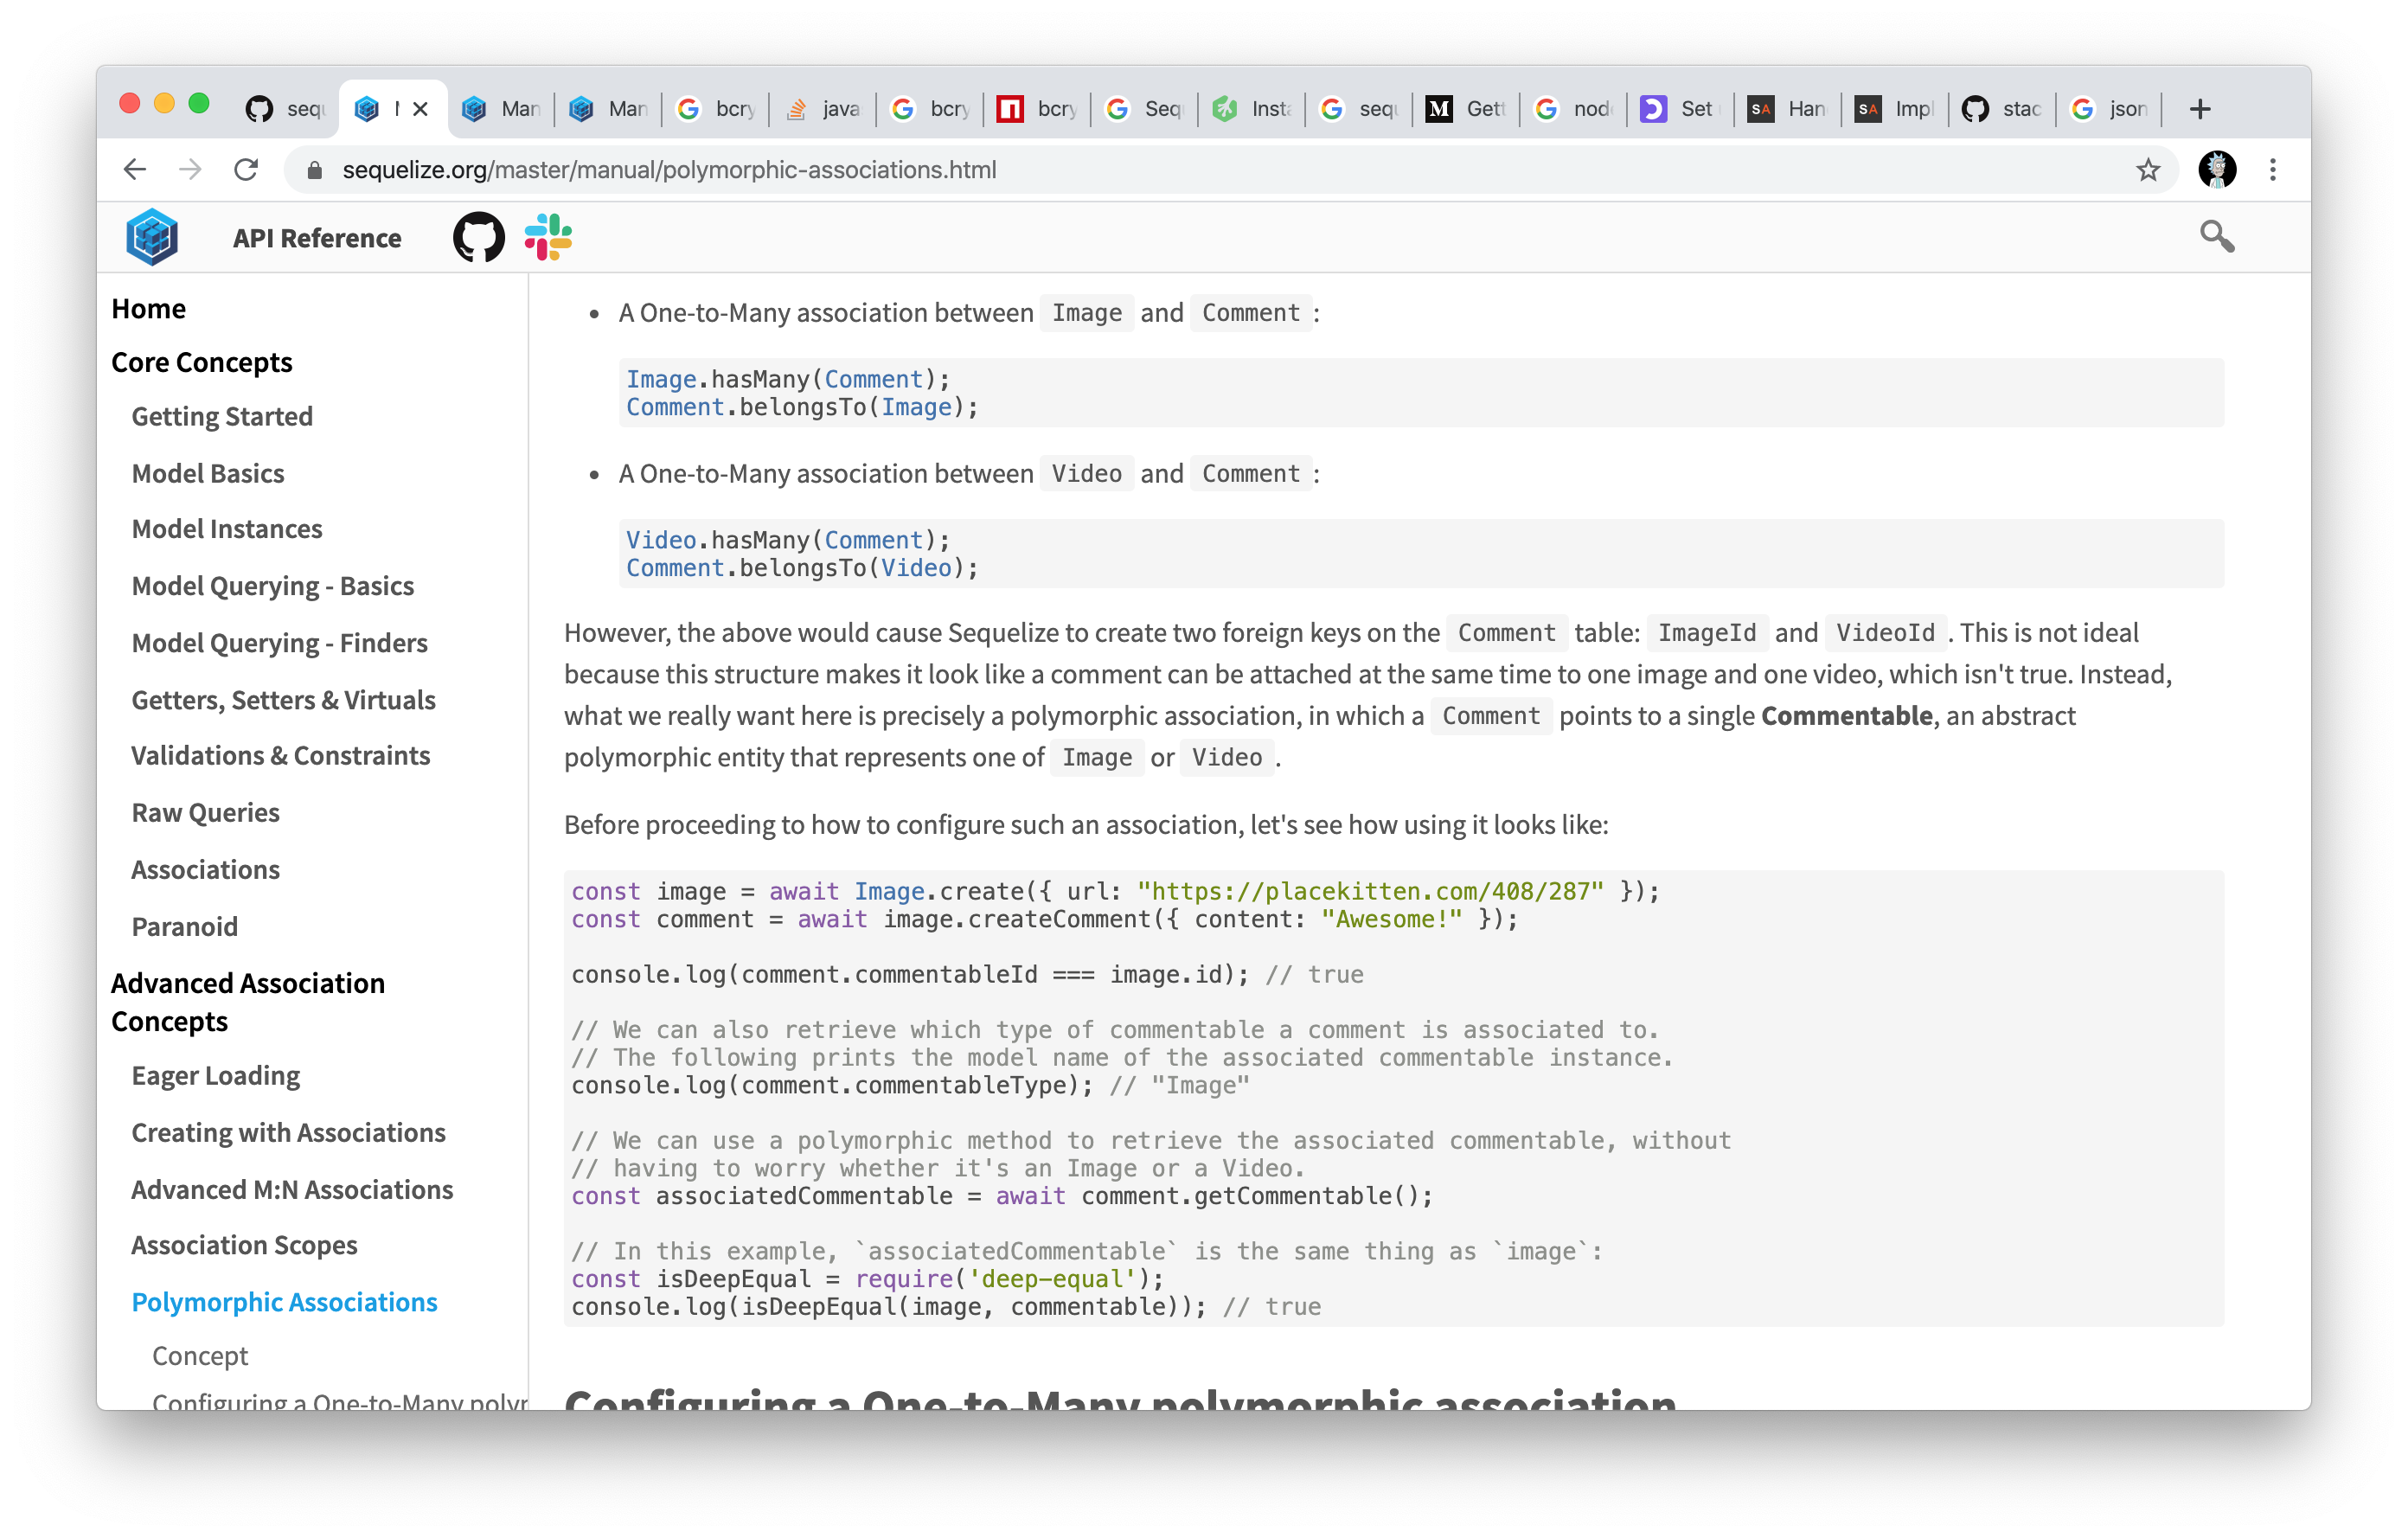 sequ
Man
Man
bcry
java
bcry
bcry
Seq
Insta
sequ
Gett
node
Set
Han
Impl
stac
json
sequelize.org/master/manual/polymorphic-associations.html
API Reference
Home
Core Concepts
Getting Started
Model Basics
Model Instances
Model Querying - Basics
Model Querying - Finders
Getters, Setters & Virtuals
Validations & Constraints
Raw Queries
Associations
Paranoid
Advanced Association
Concepts
Eager Loading
Creating with Associations
Advanced M:N Associations
Association Scopes
Polymorphic Associations
Concept
Configuring a One-to-Many polyr
• A One-to-Many association between Image and Comment :
Image.hasMany(Comment);
Comment.belongsTo(Image);
• A One-to-Many association between Video and Comment :
Video.hasMany(Comment);
Comment.belongsTo(Video);
However, the above would cause Sequelize to create two foreign keys on the Comment table: ImageId and VideoId . This is not ideal
because this structure makes it look like a comment can be attached at the same time to one image and one video, which isn't true. Instead,
what we really want here is precisely a polymorphic association, in which a Comment points to a single Commentable, an abstract
polymorphic entity that represents one of Image or Video .
Before proceeding to how to configure such an association, let's see how using it looks like:
const image = await Image.create({ url: "https://placekitten.com/408/287" });
const comment = await image.createComment({ content: "Awesome!" });
console.log(comment.commentableId === image.id); // true
// We can also retrieve which type of commentable a comment is associated to.
// The following prints the model name of the associated commentable instance.
console.log(comment.commentableType); // "Image"
// We can use a polymorphic method to retrieve the associated commentable, without
// having to worry whether it's an Image or a Video.
const associatedCommentable = await comment.getCommentable();
// In this example, `associatedCommentable` is the same thing as `image`:
const isDeepEqual = require('deep-equal');
console.log(isDeepEqual(image, commentable)); // true
Configuring a One-to-Many polymorphic association